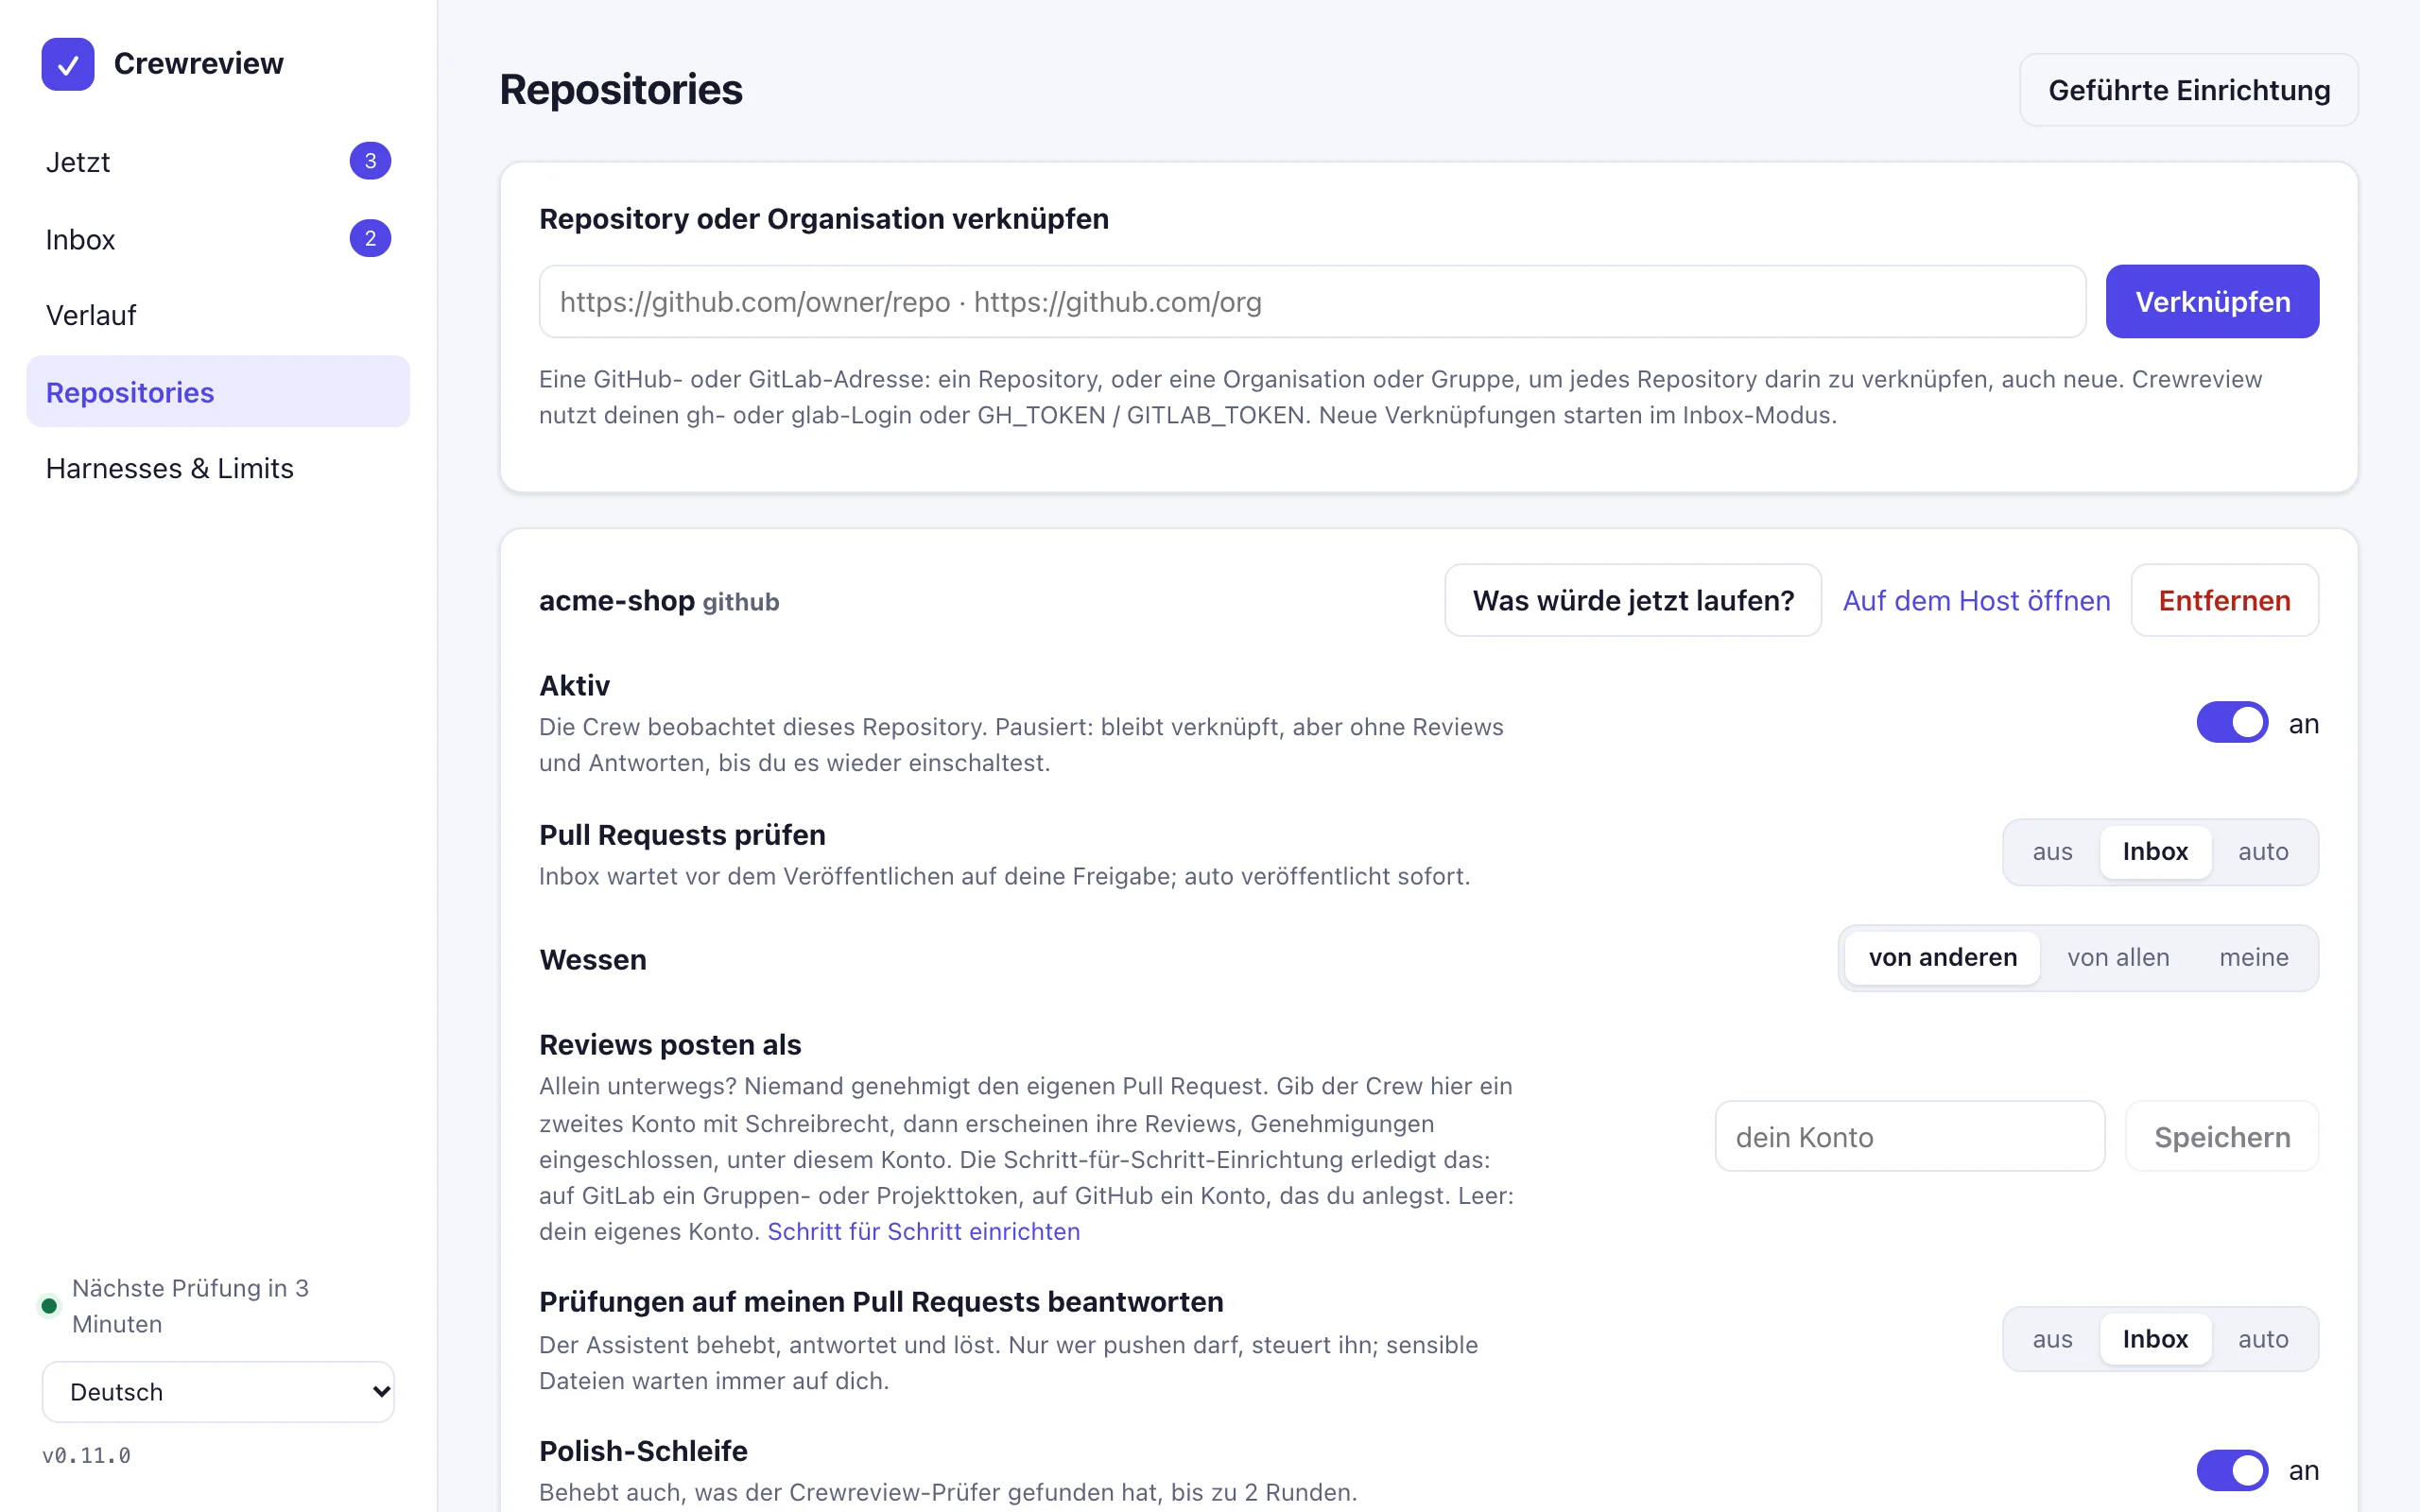 Crewreview
Jetzt 3
Inbox 2
Verlauf
Repositories
Harnesses & Limits
Nächste Prüfung in 3
Minuten
Deutsch
v0.11.0
Repositories
Geführte Einrichtung
Repository oder Organisation verknüpfen
https://github.com/owner/repo · https://github.com/org
Verknüpfen
Eine GitHub- oder GitLab-Adresse: ein Repository, oder eine Organisation oder Gruppe, um jedes Repository darin zu verknüpfen, auch neue. Crewreview
nutzt deinen gh- oder glab-Login oder GH_TOKEN / GITLAB_TOKEN. Neue Verknüpfungen starten im Inbox-Modus.
acme-shop github
Was würde jetzt laufen?
Auf dem Host öffnen
Entfernen
Aktiv
Die Crew beobachtet dieses Repository. Pausiert: bleibt verknüpft, aber ohne Reviews
und Antworten, bis du es wieder einschaltest.
an
Pull Requests prüfen
Inbox wartet vor dem Veröffentlichen auf deine Freigabe; auto veröffentlicht sofort.
aus Inbox auto
Wessen
von anderen von allen meine
Reviews posten als
Allein unterwegs? Niemand genehmigt den eigenen Pull Request. Gib der Crew hier ein
zweites Konto mit Schreibrecht, dann erscheinen ihre Reviews, Genehmigungen
eingeschlossen, unter diesem Konto. Die Schritt-für-Schritt-Einrichtung erledigt das:
auf GitLab ein Gruppen- oder Projekttoken, auf GitHub ein Konto, das du anlegst. Leer:
dein eigenes Konto. Schritt für Schritt einrichten
dein Konto
Speichern
Prüfungen auf meinen Pull Requests beantworten
Der Assistent behebt, antwortet und löst. Nur wer pushen darf, steuert ihn; sensible
Dateien warten immer auf dich.
aus Inbox auto
Polish-Schleife
Behebt auch, was der Crewreview-Prüfer gefunden hat, bis zu 2 Runden.
an